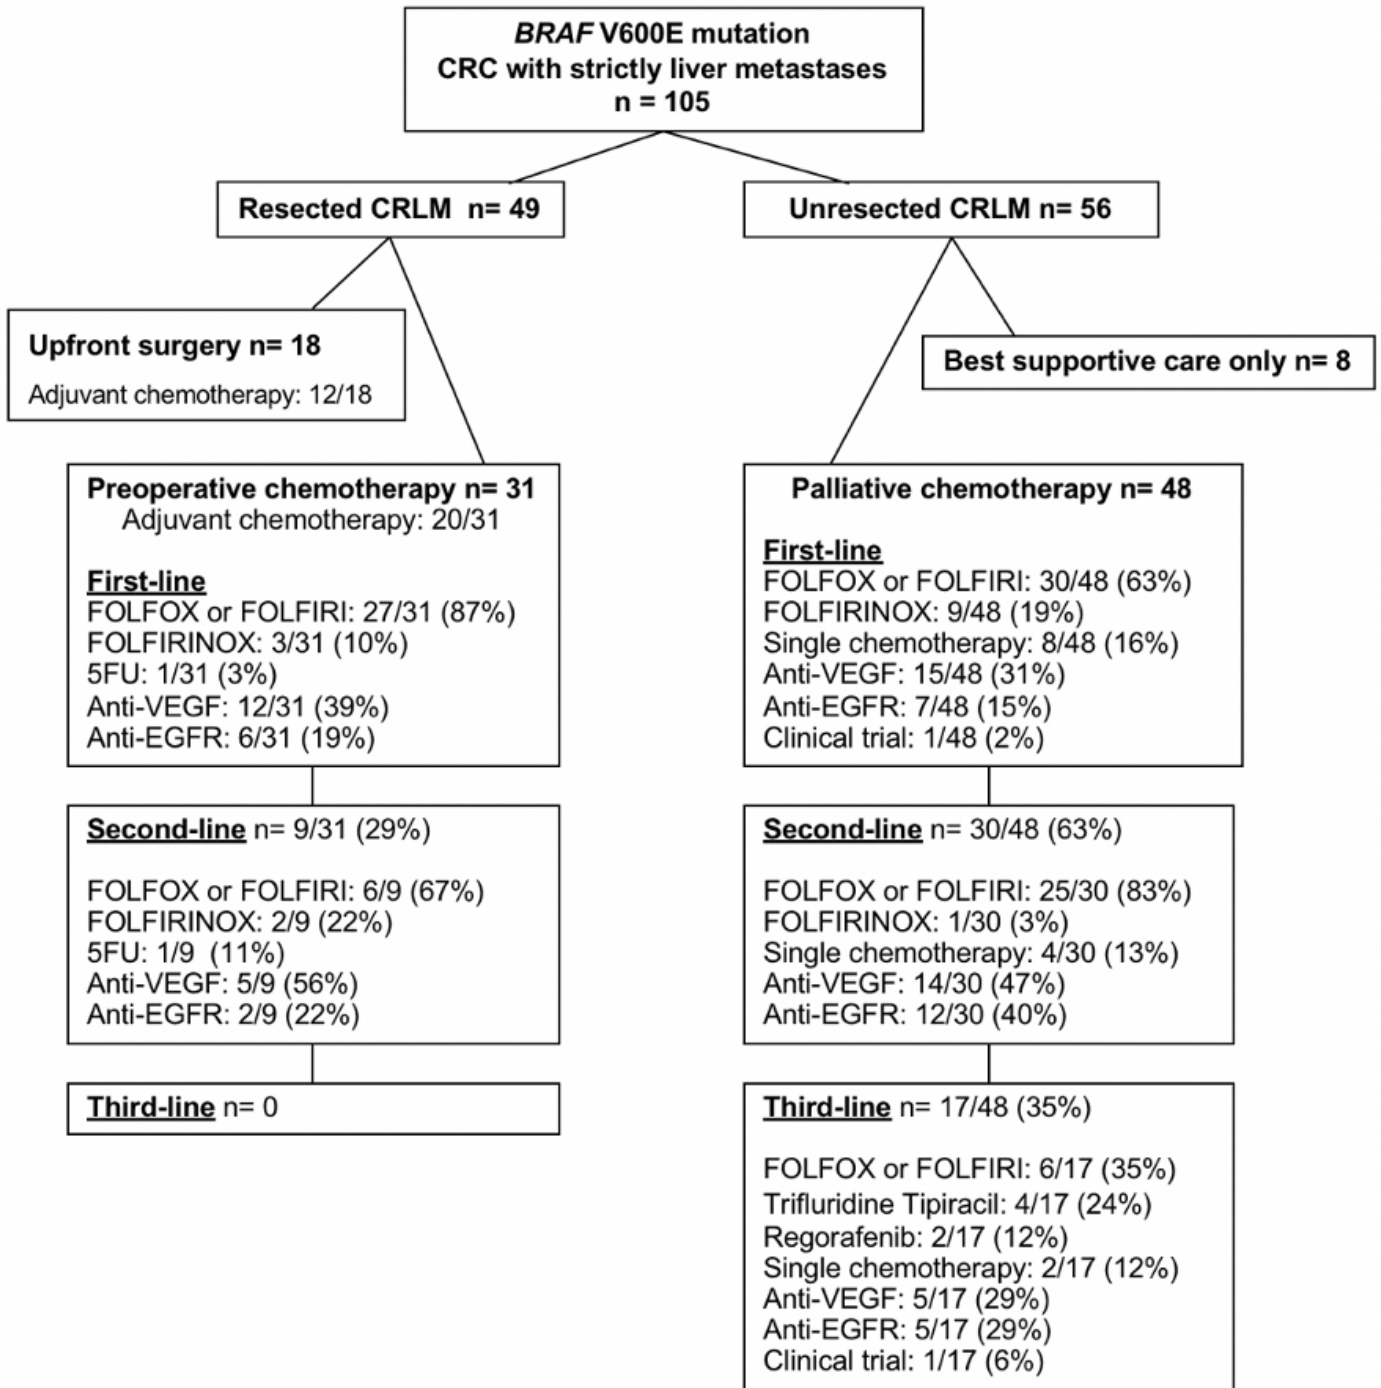 BRAF V600E mutation
CRC with strictly liver metastases
n = 105
Resected CRLM n= 49
Unresected CRLM n= 56
Upfront surgery n= 18
Adjuvant chemotherapy: 12/18
Best supportive care only n= 8
Preoperative chemotherapy n= 31
Adjuvant chemotherapy: 20/31
First-line
FOLFOX or FOLFIRI: 27/31 (87%)
FOLFIRINOX: 3/31 (10%)
5FU: 1/31 (3%)
Anti-VEGF: 12/31 (39%)
Anti-EGFR: 6/31 (19%)
Palliative chemotherapy n= 48
First-line
FOLFOX or FOLFIRI: 30/48 (63%)
FOLFIRINOX: 9/48 (19%)
Single chemotherapy: 8/48 (16%)
Anti-VEGF: 15/48 (31%)
Anti-EGFR: 7/48 (15%)
Clinical trial: 1/48 (2%)
Second-line n= 9/31 (29%)
FOLFOX or FOLFIRI: 6/9 (67%)
FOLFIRINOX: 2/9 (22%)
5FU: 1/9 (11%)
Anti-VEGF: 5/9 (56%)
Anti-EGFR: 2/9 (22%)
Second-line n= 30/48 (63%)
FOLFOX or FOLFIRI: 25/30 (83%)
FOLFIRINOX: 1/30 (3%)
Single chemotherapy: 4/30 (13%)
Anti-VEGF: 14/30 (47%)
Anti-EGFR: 12/30 (40%)
Third-line n= 0
Third-line n= 17/48 (35%)
FOLFOX or FOLFIRI: 6/17 (35%)
Trifluridine Tipiracil: 4/17 (24%)
Regorafenib: 2/17 (12%)
Single chemotherapy: 2/17 (12%)
Anti-VEGF: 5/17 (29%)
Anti-EGFR: 5/17 (29%)
Clinical trial: 1/17 (6%)